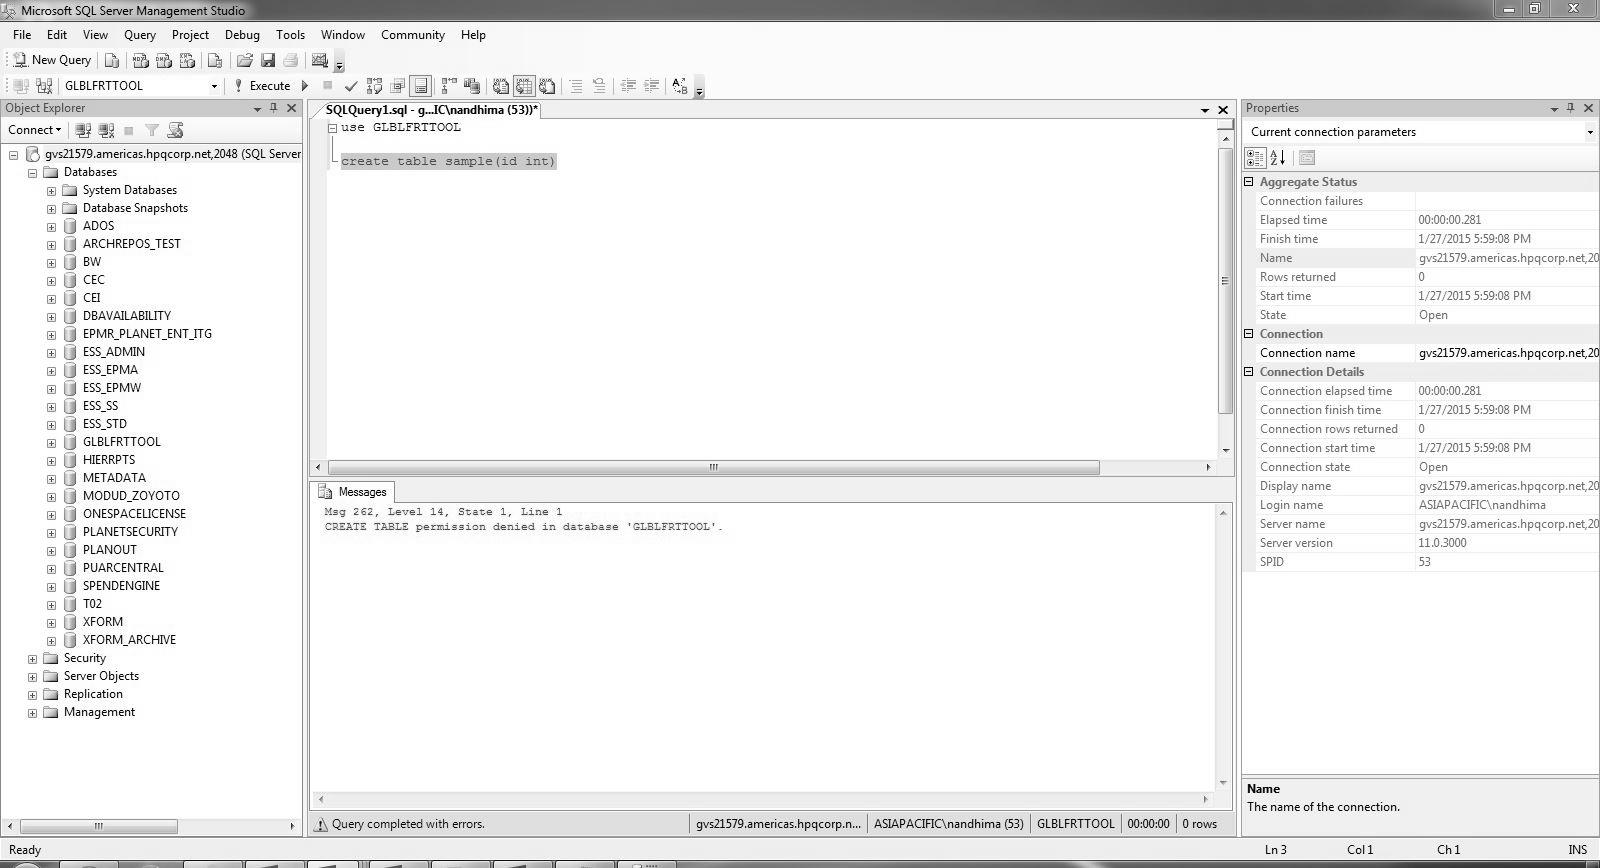 Microsoft SQL Server Management Studio
File Edit View Query Project Debug Tools Window Community Help
New Query
GLBLFRTTOOL Execute
Object Explorer
Connect
gvs21579.americas.hpqcorp.net,2048 (SQL Server
Databases
System Databases
Database Snapshots
ADOS
ARCHREPOS_TEST
BW
CEC
CEI
DBAVAILABILITY
EPMR_PLANET_ENT_ITG
ESS_ADMIN
ESS_EPMA
ESS_EPMW
ESS_SS
ESS_STD
GLBLFRTTOOL
HIERRPTS
METADATA
MODUD_ZOYOTO
ONESPACELICENSE
PLANETSECURITY
PLANOUT
PUARCENTRAL
SPENDENGINE
T02
XFORM
XFORM_ARCHIVE
Security
Server Objects
Replication
Management
SQLQuery1.sql - g...IC\nandhima (53))*
use GLBLFRTTOOL
create table sample(id int)
Messages
Msg 262, Level 14, State 1, Line 1
CREATE TABLE permission denied in database 'GLBLFRTTOOL'.
Query completed with errors. gvs21579.americas.hpqcorp.n... ASIAPACIFIC\nandhima (53) GLBLFRTTOOL 00:00:00 0 rows
Properties
Current connection parameters
Aggregate Status
Connection failures
Elapsed time 00:00:00.281
Finish time 1/27/2015 5:59:08 PM
Name gvs21579.americas.hpqcorp.net,20
Rows returned 0
Start time 1/27/2015 5:59:08 PM
State Open
Connection
Connection name gvs21579.americas.hpqcorp.net,20
Connection Details
Connection elapsed time 00:00:00.281
Connection finish time 1/27/2015 5:59:08 PM
Connection rows returned 0
Connection start time 1/27/2015 5:59:08 PM
Connection state Open
Display name gvs21579.americas.hpqcorp.net,20
Login name ASIAPACIFIC\nandhima
Server name gvs21579.americas.hpqcorp.net,20
Server version 11.0.3000
SPID 53
Name
The name of the connection.
Ready Ln 3 Col 1 Ch 1 INS